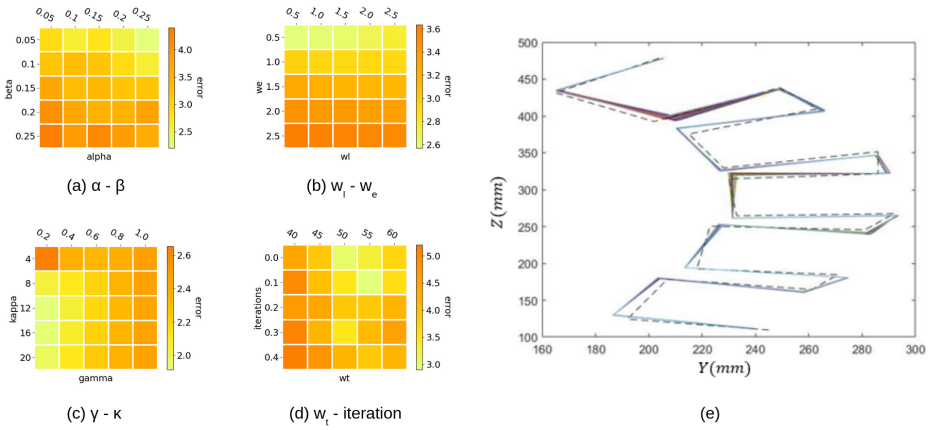 0.05 0.1 0.15 0.2 0.25
0.05
0.1
0.15
0.2
0.25
beta
alpha
4.0
3.5
3.0
2.5
error
(a) α - β
0.5 1.0 1.5 2.0 2.5
0.5
1.0
1.5
2.0
2.5
we
wl
3.6
3.4
3.2
3.0
2.8
2.6
error
(b) wl - we
0.2 0.4 0.6 0.8 1.0
4
8
12
16
20
kappa
gamma
2.6
2.4
2.2
2.0
error
(c) γ - κ
40 45 50 55 60
0.0
0.1
0.2
0.3
0.4
iterations
wt
5.0
4.5
4.0
3.5
3.0
error
(d) wt - iteration
500
450
400
350
300
250
200
150
100
Z(mm)
160 180 200 220 240 260 280 300
Y(mm)
(e)